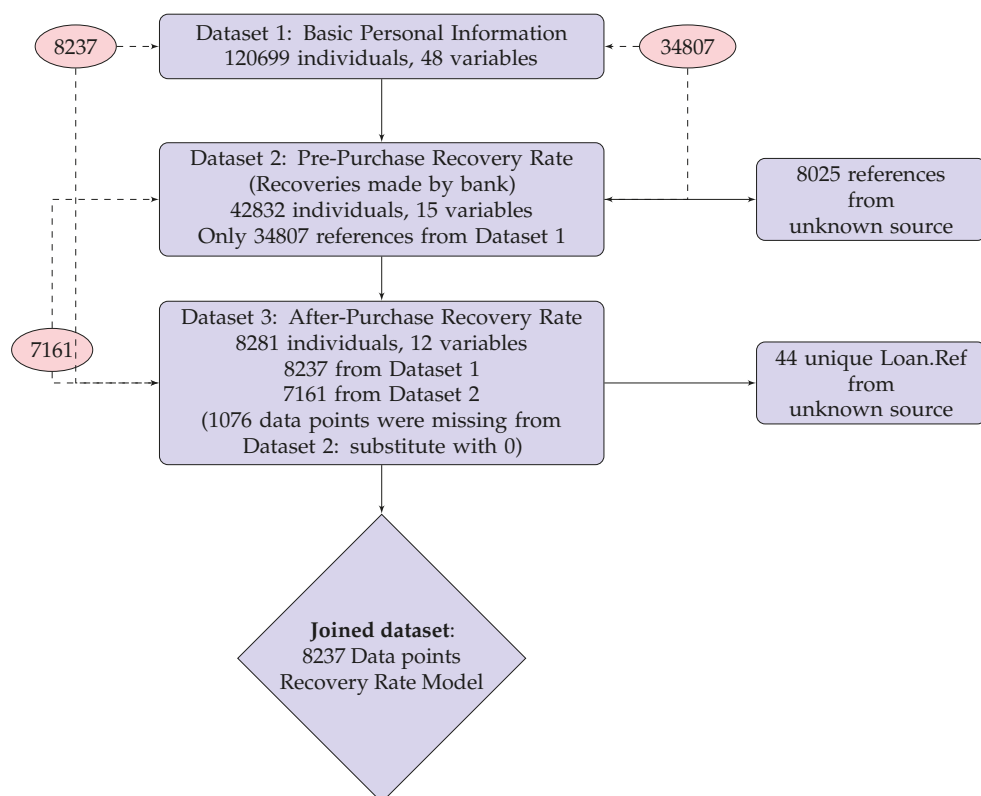 8237
Dataset 1: Basic Personal Information
120699 individuals, 48 variables
34807
Dataset 2: Pre-Purchase Recovery Rate
(Recoveries made by bank)
42832 individuals, 15 variables
Only 34807 references from Dataset 1
8025 references
from
unknown source
7161
Dataset 3: After-Purchase Recovery Rate
8281 individuals, 12 variables
8237 from Dataset 1
7161 from Dataset 2
(1076 data points were missing from
Dataset 2: substitute with 0)
44 unique Loan.Ref
from
unknown source
Joined dataset:
8237 Data points
Recovery Rate Model